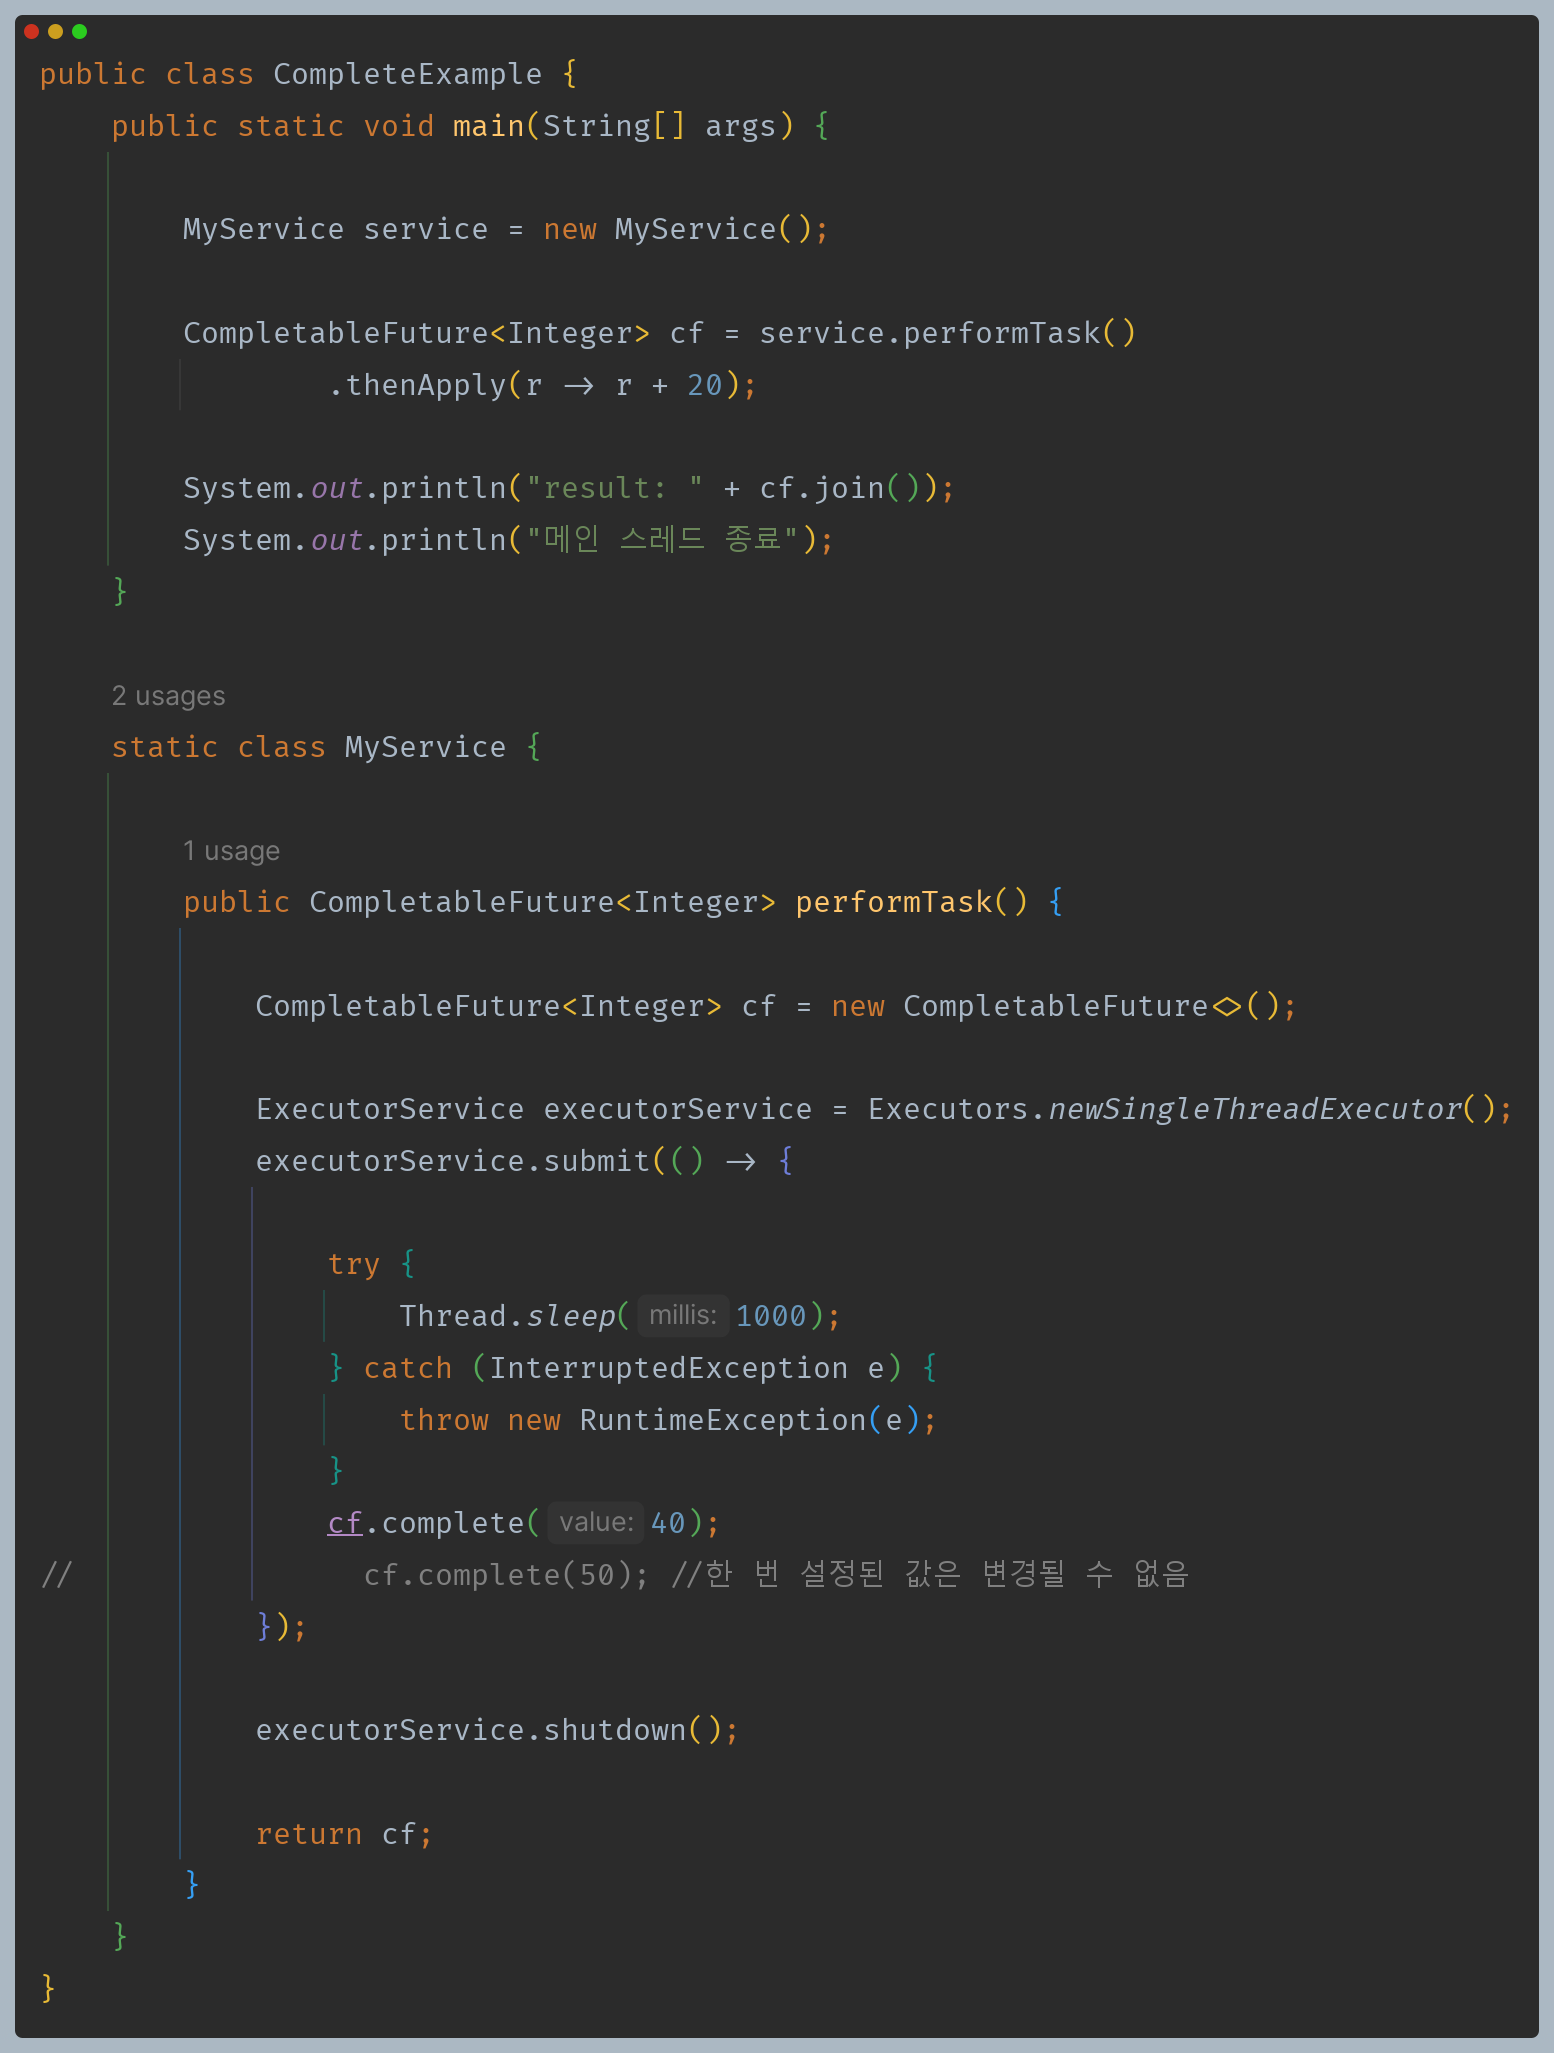 public class CompleteExample {
    public static void main(String[] args) {
        MyService service = new MyService();
        CompletableFuture<Integer> cf = service.performTask()
                .thenApply(r -> r + 20);
        System.out.println("result: " + cf.join());
        System.out.println("메인 스레드 종료");
    }
    2 usages
    static class MyService {
        1 usage
        public CompletableFuture<Integer> performTask() {
            CompletableFuture<Integer> cf = new CompletableFuture<>();
            ExecutorService executorService = Executors.newSingleThreadExecutor();
            executorService.submit(() -> {
                try {
                    Thread.sleep( millis: 1000);
                } catch (InterruptedException e) {
                    throw new RuntimeException(e);
                }
                cf.complete( value: 40);
//                cf.complete(50); //한 번 설정된 값은 변경될 수 없음
            });
            executorService.shutdown();
            return cf;
        }
    }
}